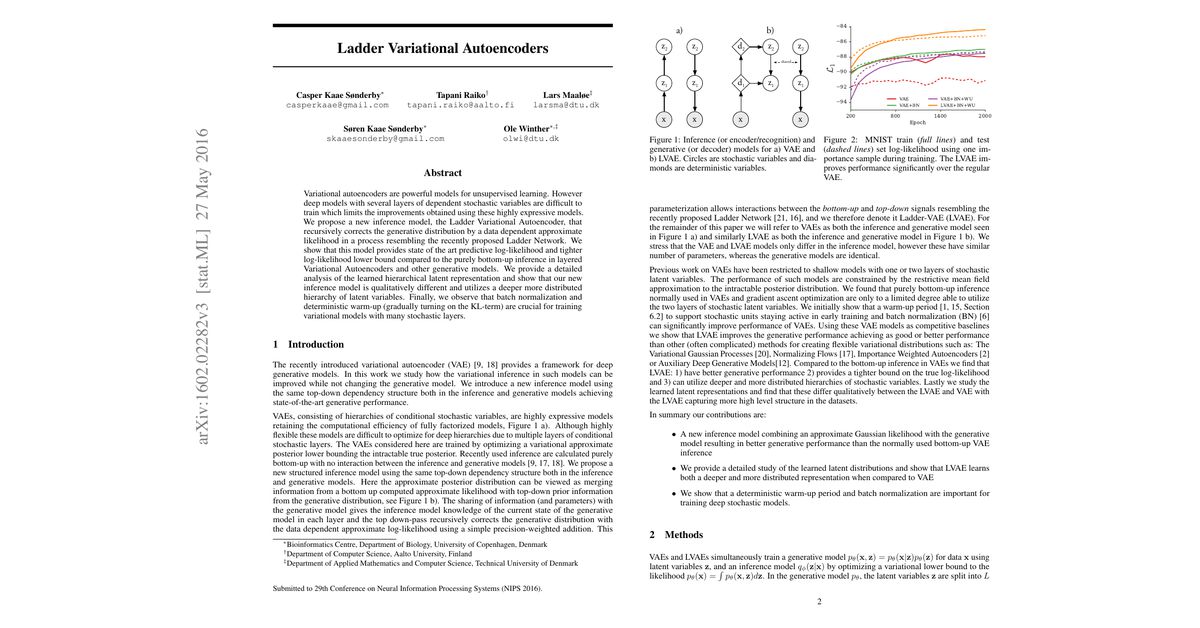 arXiv:1602.02282v3 [stat.ML] 27 May 2016
Ladder Variational Autoencoders
Casper Kaae Sønderby* Tapani Raiko† Lars Maaløe‡
casperkaae@gmail.com tapani.raiko@aalto.fi larsma@dtu.dk
Søren Kaae Sønderby* Ole Winther*,‡
skaaesonderby@gmail.com olwi@dtu.dk
Abstract
Variational autoencoders are powerful models for unsupervised learning. However
deep models with several layers of dependent stochastic variables are difficult to
train which limits the improvements obtained using these highly expressive models.
We propose a new inference model, the Ladder Variational Autoencoder, that
recursively corrects the generative distribution by a data dependent approximate
likelihood in a process resembling the recently proposed Ladder Network. We
show that this model provides state of the art predictive log-likelihood and tighter
log-likelihood lower bound compared to the purely bottom-up inference in layered
Variational Autoencoders and other generative models. We provide a detailed
analysis of the learned hierarchical latent representation and show that our new
inference model is qualitatively different and utilizes a deeper more distributed
hierarchy of latent variables. Finally, we observe that batch normalization and
deterministic warm-up (gradually turning on the KL-term) are crucial for training
variational models with many stochastic layers.
1 Introduction
The recently introduced variational autoencoder (VAE) [9, 18] provides a framework for deep
generative models. In this work we study how the variational inference in such models can be
improved while not changing the generative model. We introduce a new inference model using
the same top-down dependency structure both in the inference and generative models achieving
state-of-the-art generative performance.
VAEs, consisting of hierarchies of conditional stochastic variables, are highly expressive models
retaining the computational efficiency of fully factorized models, Figure 1 a). Although highly
flexible these models are difficult to optimize for deep hierarchies due to multiple layers of conditional
stochastic layers. The VAEs considered here are trained by optimizing a variational approximate
posterior lower bounding the intractable true posterior. Recently used inference are calculated purely
bottom-up with no interaction between the inference and generative models [9, 17, 18]. We propose a
new structured inference model using the same top-down dependency structure both in the inference
and generative models. Here the approximate posterior distribution can be viewed as merging
information from a bottom up computed approximate likelihood with top-down prior information
from the generative distribution, see Figure 1 b). The sharing of information (and parameters) with
the generative model gives the inference model knowledge of the current state of the generative
model in each layer and the top down-pass recursively corrects the generative distribution with
the data dependent approximate log-likelihood using a simple precision-weighted addition. This
*Bioinformatics Centre, Department of Biology, University of Copenhagen, Denmark
†Department of Computer Science, Aalto University, Finland
‡Department of Applied Mathematics and Computer Science, Technical University of Denmark
Submitted to 29th Conference on Neural Information Processing Systems (NIPS 2016).
a) b)
z₂ z₂ d₂ z₂ z₂
z₁ z₁ d₁ z₁ z₁
x x x x
−84
−86
−88
−90
−92
−94
ℒ₁
VAE VAE+BN+WU
VAE+BN LVAE+BN+WU
200 800 1400 2000
Epoch
Figure 1: Inference (or encoder/recognition) and
generative (or decoder) models for a) VAE and
b) LVAE. Circles are stochastic variables and dia-
monds are deterministic variables.
Figure 2: MNIST train (full lines) and test
(dashed lines) set log-likelihood using one im-
portance sample during training. The LVAE im-
proves performance significantly over the regular
VAE.
parameterization allows interactions between the bottom-up and top-down signals resembling the
recently proposed Ladder Network [21, 16], and we therefore denote it Ladder-VAE (LVAE). For
the remainder of this paper we will refer to VAEs as both the inference and generative model seen
in Figure 1 a) and similarly LVAE as both the inference and generative model in Figure 1 b). We
stress that the VAE and LVAE models only differ in the inference model, however these have similar
number of parameters, whereas the generative models are identical.
Previous work on VAEs have been restricted to shallow models with one or two layers of stochastic
latent variables. The performance of such models are constrained by the restrictive mean field
approximation to the intractable posterior distribution. We found that purely bottom-up inference
normally used in VAEs and gradient ascent optimization are only to a limited degree able to utilize
the two layers of stochastic latent variables. We initially show that a warm-up period [1, 15, Section
6.2] to support stochastic units staying active in early training and batch normalization (BN) [6]
can significantly improve performance of VAEs. Using these VAE models as competitive baselines
we show that LVAE improves the generative performance achieving as good or better performance
than other (often complicated) methods for creating flexible variational distributions such as: The
Variational Gaussian Processes [20], Normalizing Flows [17], Importance Weighted Autoencoders [2]
or Auxiliary Deep Generative Models[12]. Compared to the bottom-up inference in VAEs we find that
LVAE: 1) have better generative performance 2) provides a tighter bound on the true log-likelihood
and 3) can utilize deeper and more distributed hierarchies of stochastic variables. Lastly we study the
learned latent representations and find that these differ qualitatively between the LVAE and VAE with
the LVAE capturing more high level structure in the datasets.
In summary our contributions are:
• A new inference model combining an approximate Gaussian likelihood with the generative
model resulting in better generative performance than the normally used bottom-up VAE
inference
• We provide a detailed study of the learned latent distributions and show that LVAE learns
both a deeper and more distributed representation when compared to VAE
• We show that a deterministic warm-up period and batch normalization are important for
training deep stochastic models.
2 Methods
VAEs and LVAEs simultaneously train a generative model pθ(x, z) = pθ(x|z)pθ(z) for data x using
latent variables z, and an inference model qφ(z|x) by optimizing a variational lower bound to the
likelihood pθ(x) = ∫ pθ(x, z)dz. In the generative model pθ, the latent variables z are split into L
2